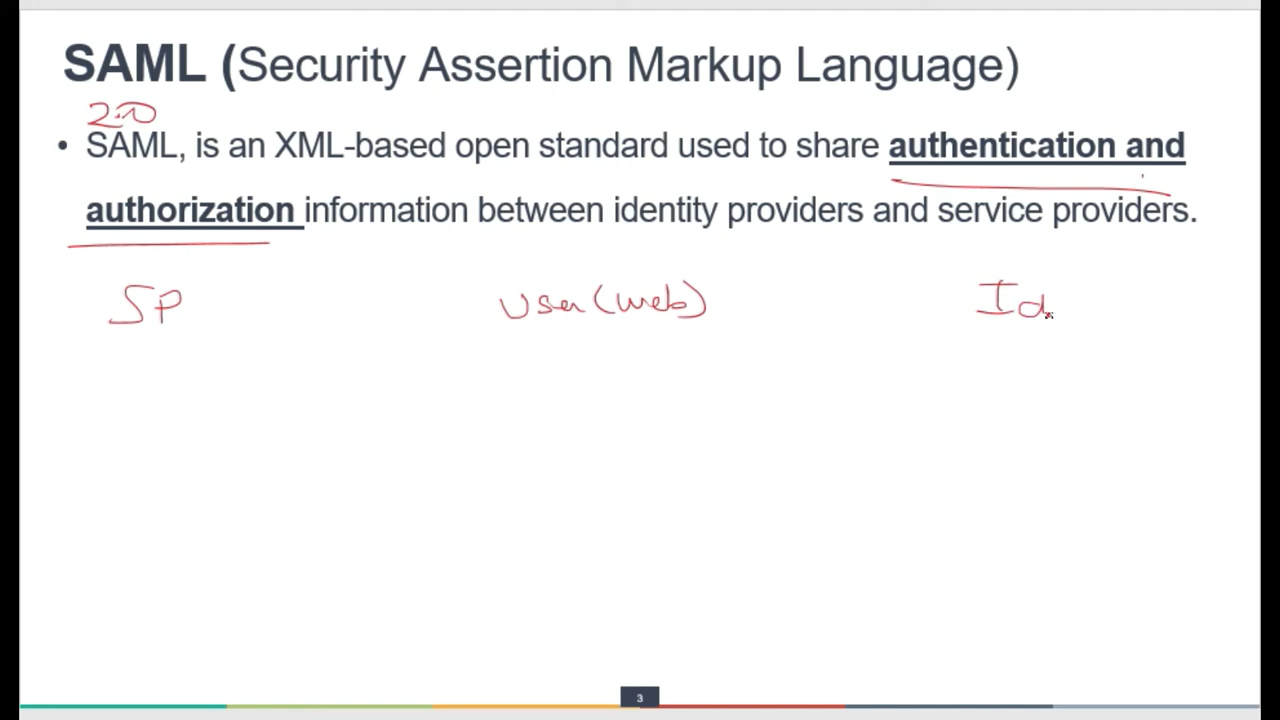 SAML (Security Assertion Markup Language)
2.0
• SAML, is an XML-based open standard used to share authentication and
authorization information between identity providers and service providers.
SP User (web) Id
3